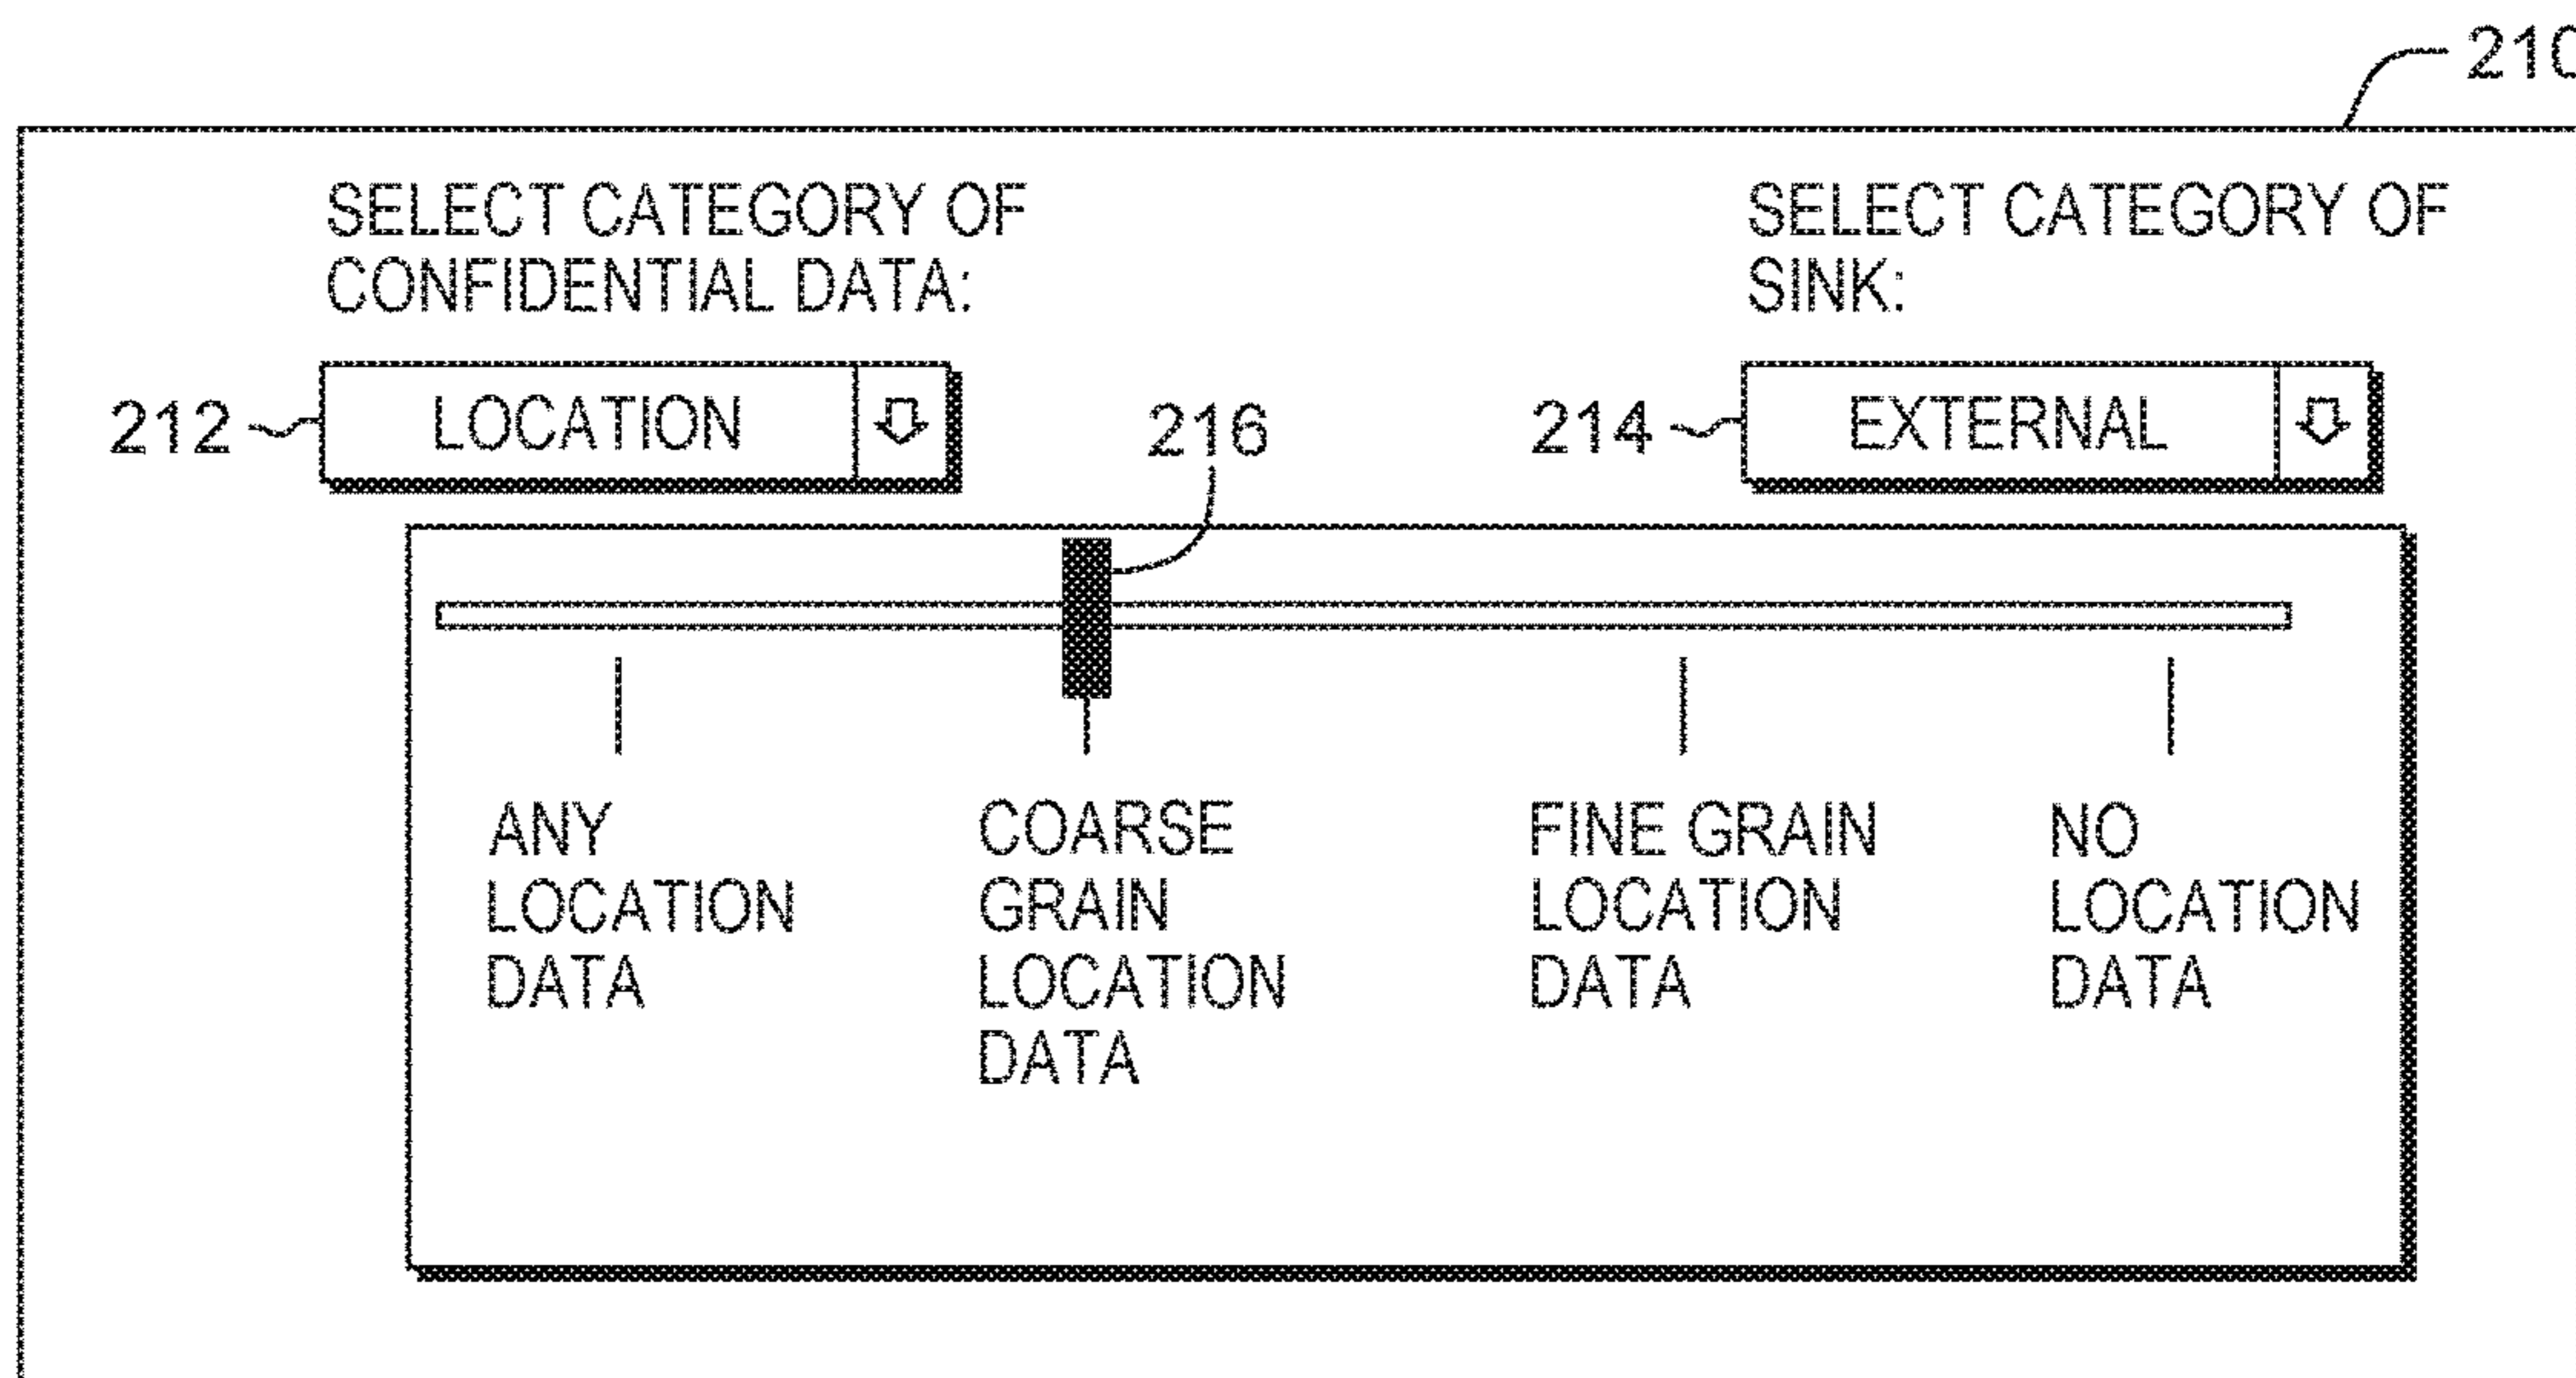 210
SELECT CATEGORY OF
CONFIDENTIAL DATA:
SELECT CATEGORY OF
SINK:
212
LOCATION
216
214
EXTERNAL
ANY
LOCATION
DATA
COARSE
GRAIN
LOCATION
DATA
FINE GRAIN
LOCATION
DATA
NO
LOCATION
DATA